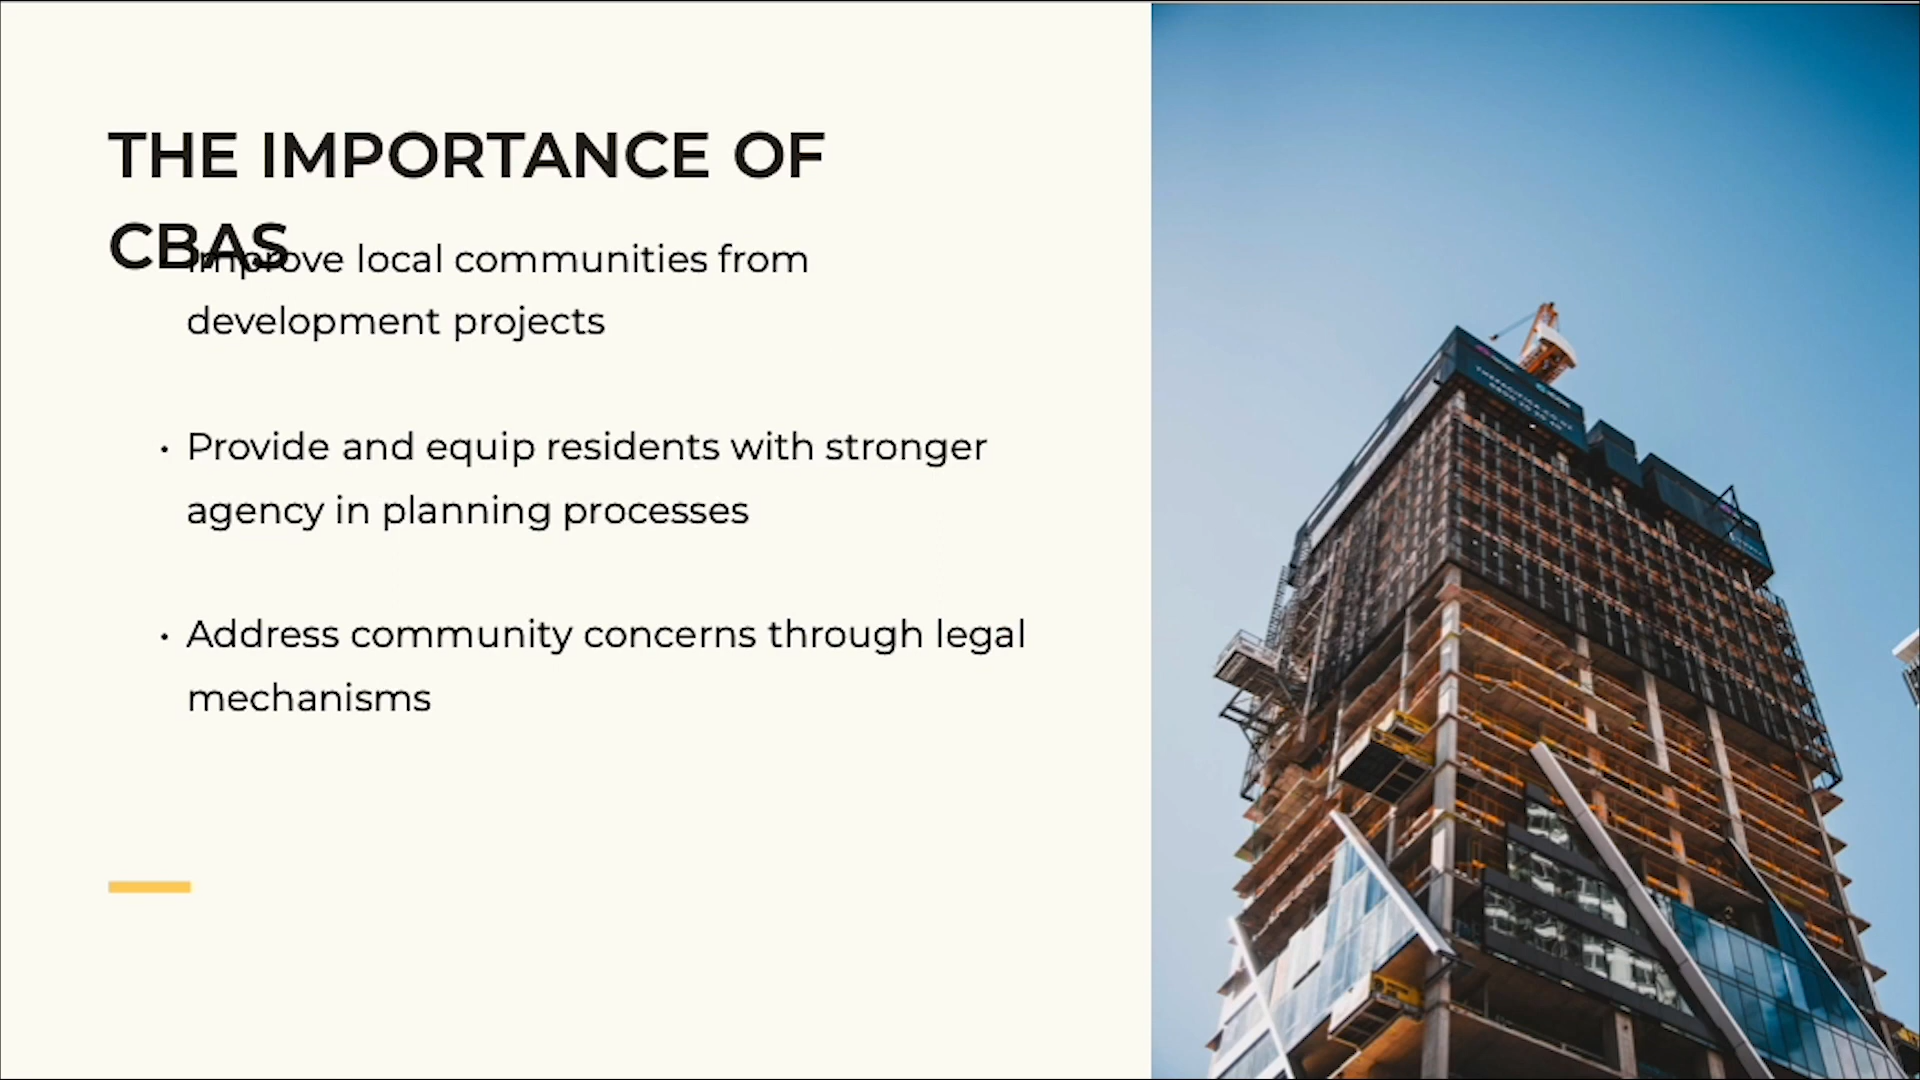 THE IMPORTANCE OF
CBAS
Improve local communities from
development projects
• Provide and equip residents with stronger
agency in planning processes
• Address community concerns through legal
mechanisms